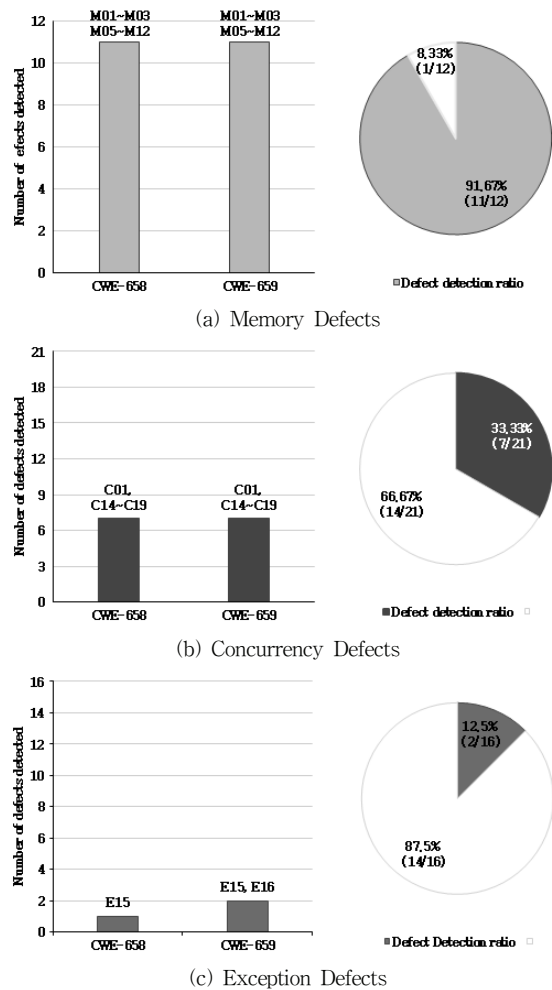 Number of efects detected
12
10
8
6
4
2
0
M01~M03
M05~M12
M01~M03
M05~M12
CWE-658
CWE-659
8.33%
(1/12)
91.67%
(11/12)
Defect detection ratio
(a) Memory Defects
Number of defects detected
21
18
15
12
9
6
3
0
C01,
C14~C19
C01,
C14~C19
CWE-658
CWE-659
33.33%
(7/21)
66.67%
(14/21)
Defect detection ratio
(b) Concurrency Defects
Number of defects detected
16
14
12
10
8
6
4
2
0
E15
E15, E16
CWE-658
CWE-659
12.5%
(2/16)
87.5%
(14/16)
Defect Detection ratio
(c) Exception Defects